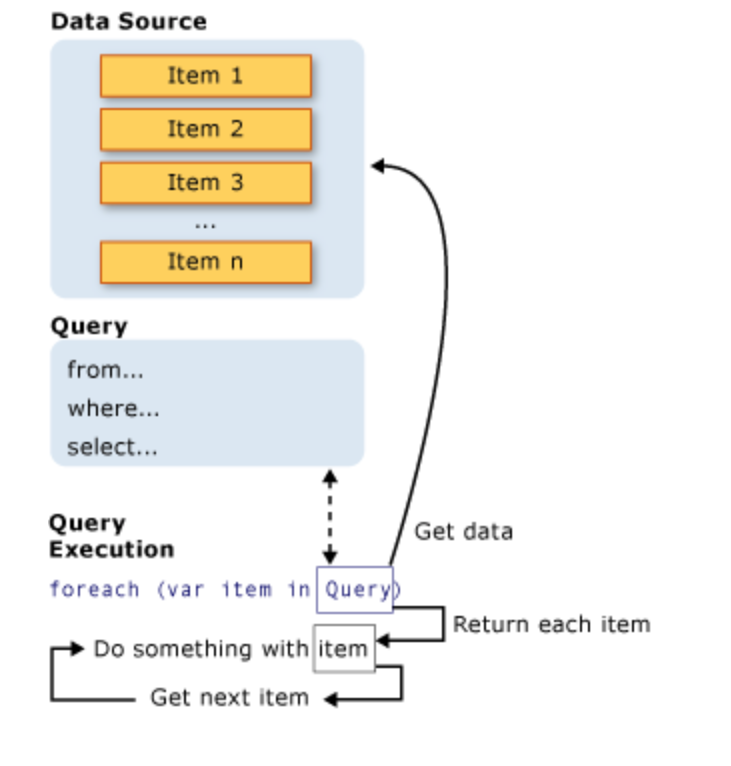 Data Source
Item 1
Item 2
Item 3
...
Item n
Query
from...
where...
select...
Query
Execution
Get data
foreach (var item in Query)
Return each item
Do something with item
Get next item